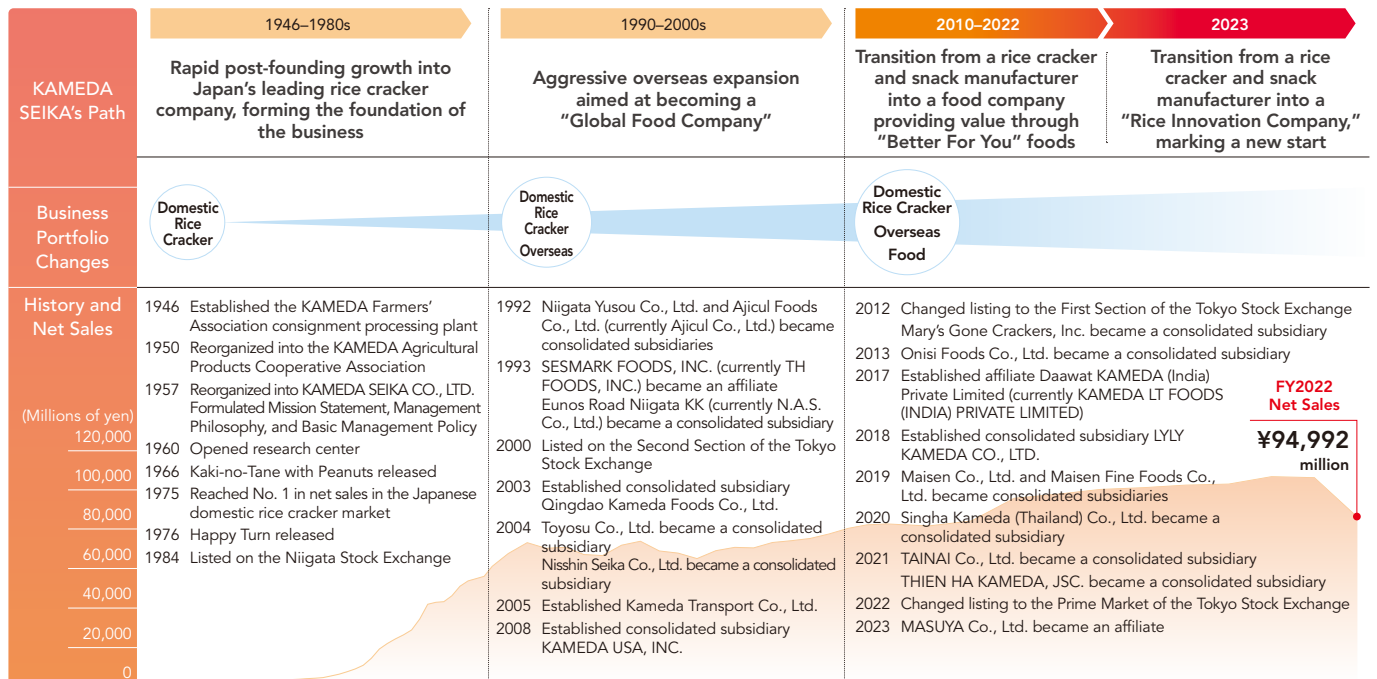 KAMEDA
SEIKA's Path
1946–1980s
Rapid post-founding growth into
Japan's leading rice cracker
company, forming the foundation of
the business
1990–2000s
Aggressive overseas expansion
aimed at becoming a
“Global Food Company”
2010–2022
Transition from a rice cracker
and snack manufacturer
into a food company
providing value through
“Better For You” foods
2023
Transition from a rice
cracker and snack
manufacturer into a
“Rice Innovation Company,”
marking a new start
Business
Portfolio
Changes
Domestic
Rice
Cracker
Domestic
Rice
Cracker
Overseas
Domestic
Rice Cracker
Overseas
Food
History and
Net Sales
(Millions of yen)
120,000
100,000
80,000
60,000
40,000
20,000
0
1946 Established the KAMEDA Farmers'
Association consignment processing plant
1950 Reorganized into the KAMEDA Agricultural
Products Cooperative Association
1957 Reorganized into KAMEDA SEIKA CO., LTD.
Formulated Mission Statement, Management
Philosophy, and Basic Management Policy
1960 Opened research center
1966 Kaki-no-Tane with Peanuts released
1975 Reached No. 1 in net sales in the Japanese
domestic rice cracker market
1976 Happy Turn released
1984 Listed on the Niigata Stock Exchange
1992 Niigata Yusou Co., Ltd. and Ajicul Foods
Co., Ltd. (currently Ajicul Co., Ltd.) became
consolidated subsidiaries
1993 SESMARK FOODS, INC. (currently TH
FOODS, INC.) became an affiliate
Eunos Road Niigata KK (currently N.A.S.
Co., Ltd.) became a consolidated subsidiary
2000 Listed on the Second Section of the Tokyo
Stock Exchange
2003 Established consolidated subsidiary
Qingdao Kameda Foods Co., Ltd.
2004 Toyosu Co., Ltd. became a consolidated
subsidiary
Nisshin Seika Co., Ltd. became a consolidated
subsidiary
2005 Established Kameda Transport Co., Ltd.
2008 Established consolidated subsidiary
KAMEDA USA, INC.
2012 Changed listing to the First Section of the Tokyo Stock Exchange
Mary's Gone Crackers, Inc. became a consolidated subsidiary
2013 Onisi Foods Co., Ltd. became a consolidated subsidiary
2017 Established affiliate Daawat KAMEDA (India)
Private Limited (currently KAMEDA LT FOODS
(INDIA) PRIVATE LIMITED)
2018 Established consolidated subsidiary LYLY
KAMEDA CO., LTD.
2019 Maisen Co., Ltd. and Maisen Fine Foods Co.,
Ltd. became consolidated subsidiaries
2020 Singha Kameda (Thailand) Co., Ltd. became a
consolidated subsidiary
2021 TAINAI Co., Ltd. became a consolidated subsidiary
THIEN HA KAMEDA, JSC. became a consolidated subsidiary
2022 Changed listing to the Prime Market of the Tokyo Stock Exchange
2023 MASUYA Co., Ltd. became an affiliate
FY2022
Net Sales
¥94,992
million